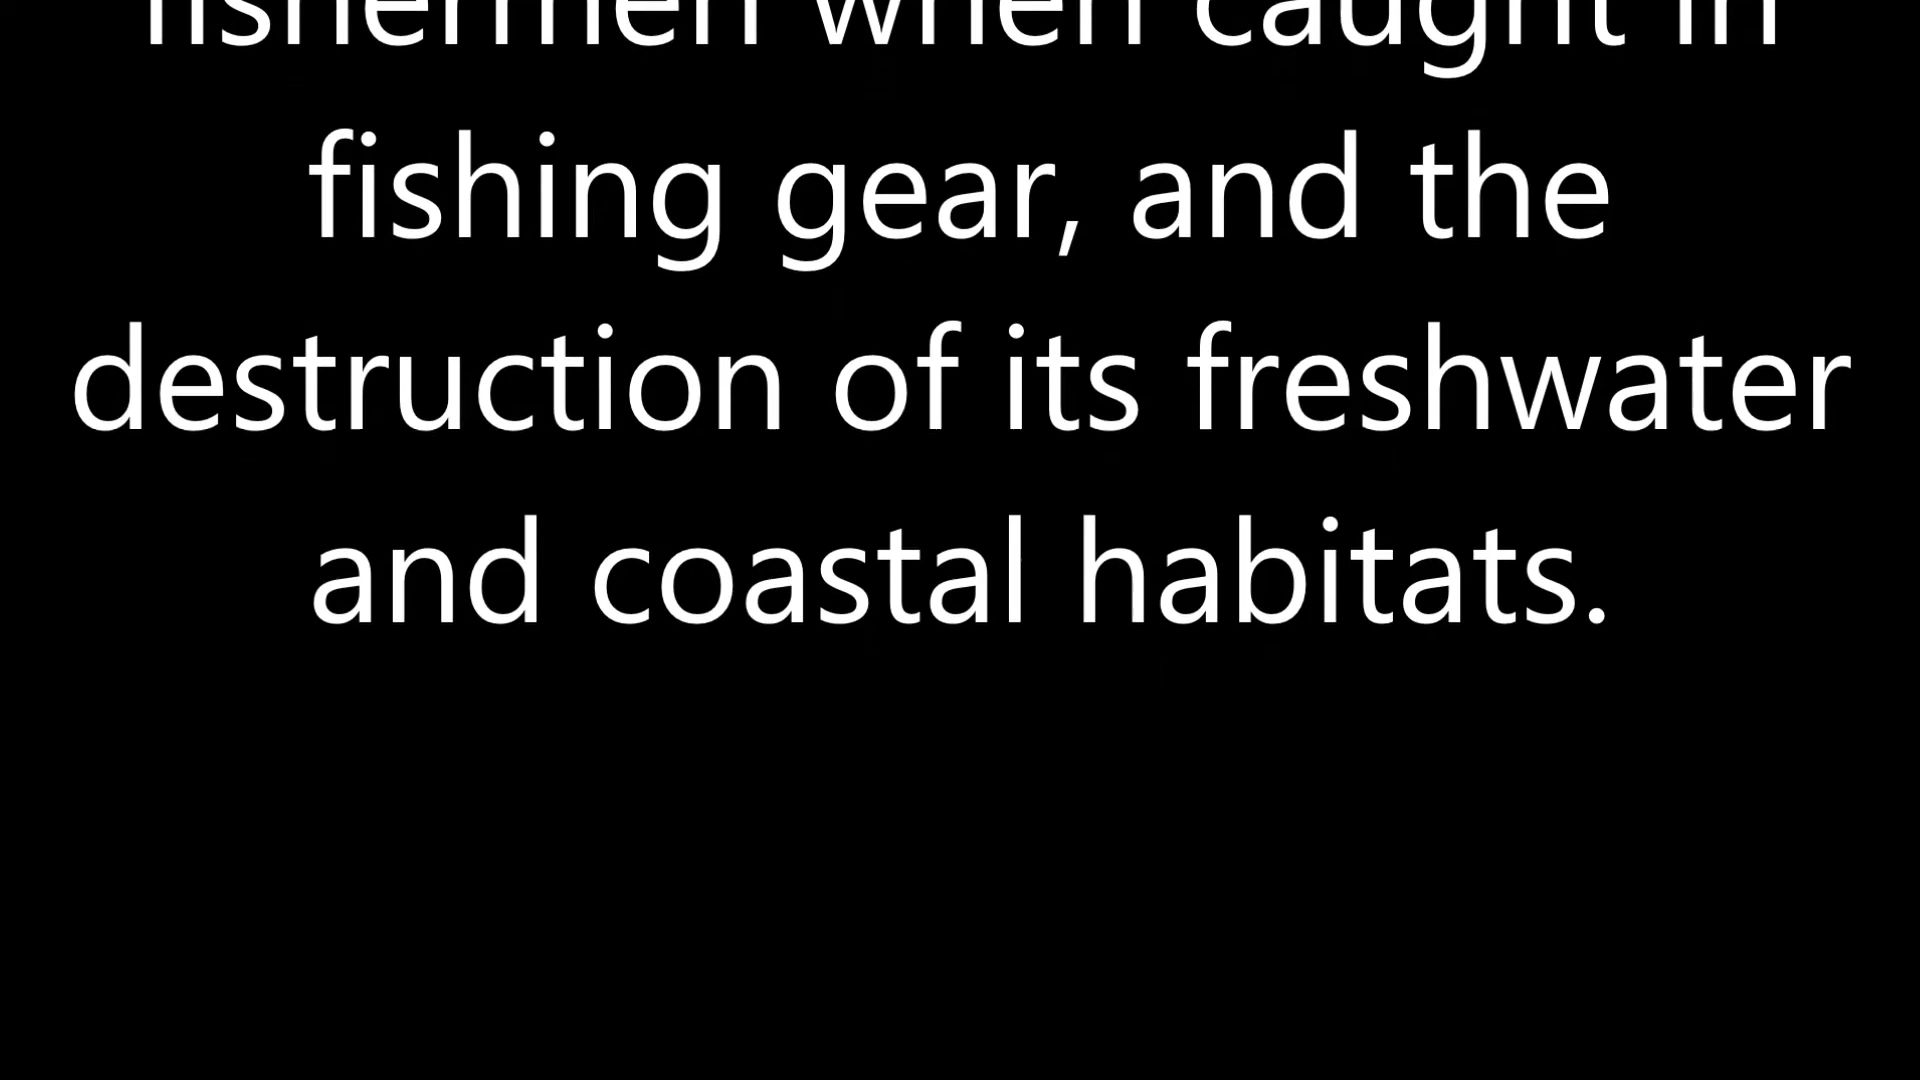 fishermen when caught in
fishing gear, and the
destruction of its freshwater
and coastal habitats.